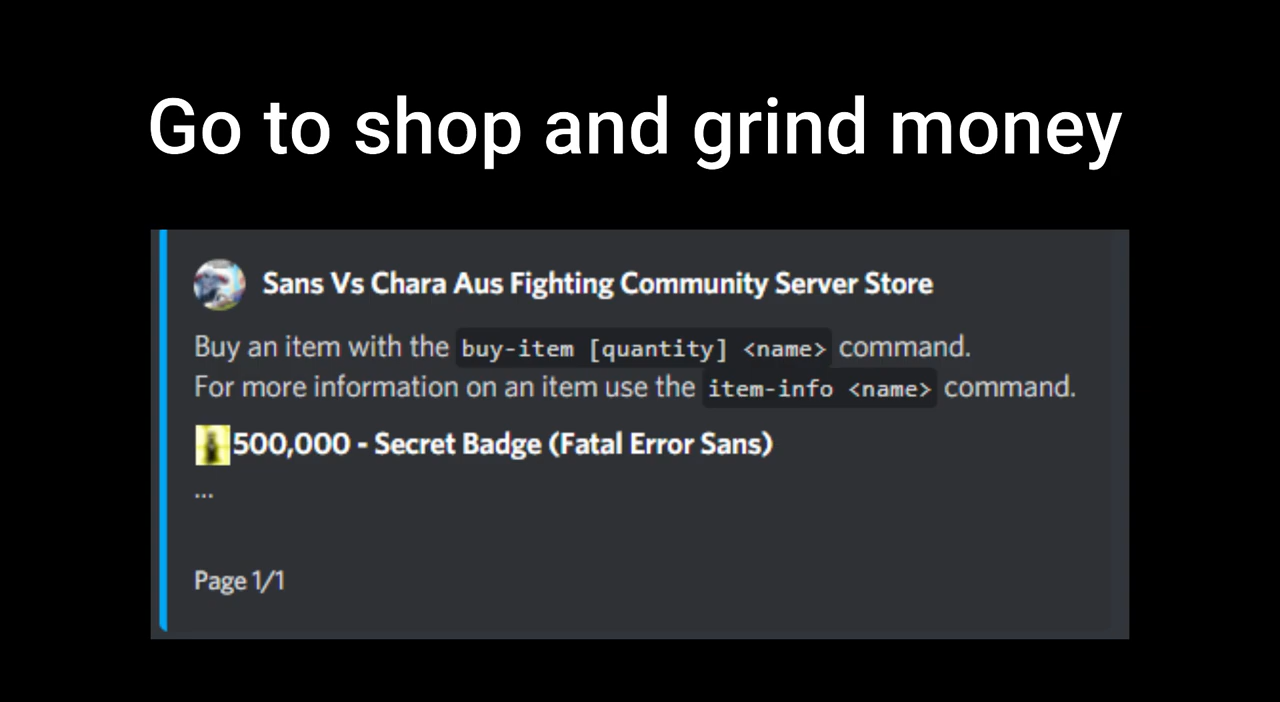 Go to shop and grind money
Sans Vs Chara Aus Fighting Community Server Store
Buy an item with the buy-item [quantity] <name> command.
For more information on an item use the item-info <name> command.
500,000 - Secret Badge (Fatal Error Sans)
...
Page 1/1